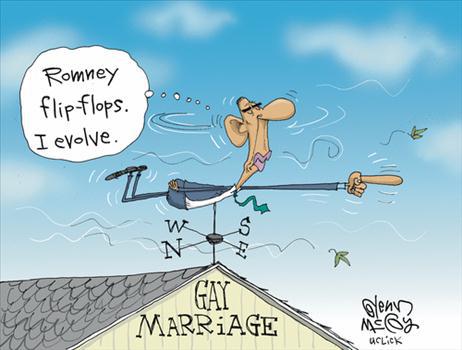 Romney
flip-flops.
I evolve.
W S
N E
GAY
MARRiAGE
Glenn
McCoy
uclick